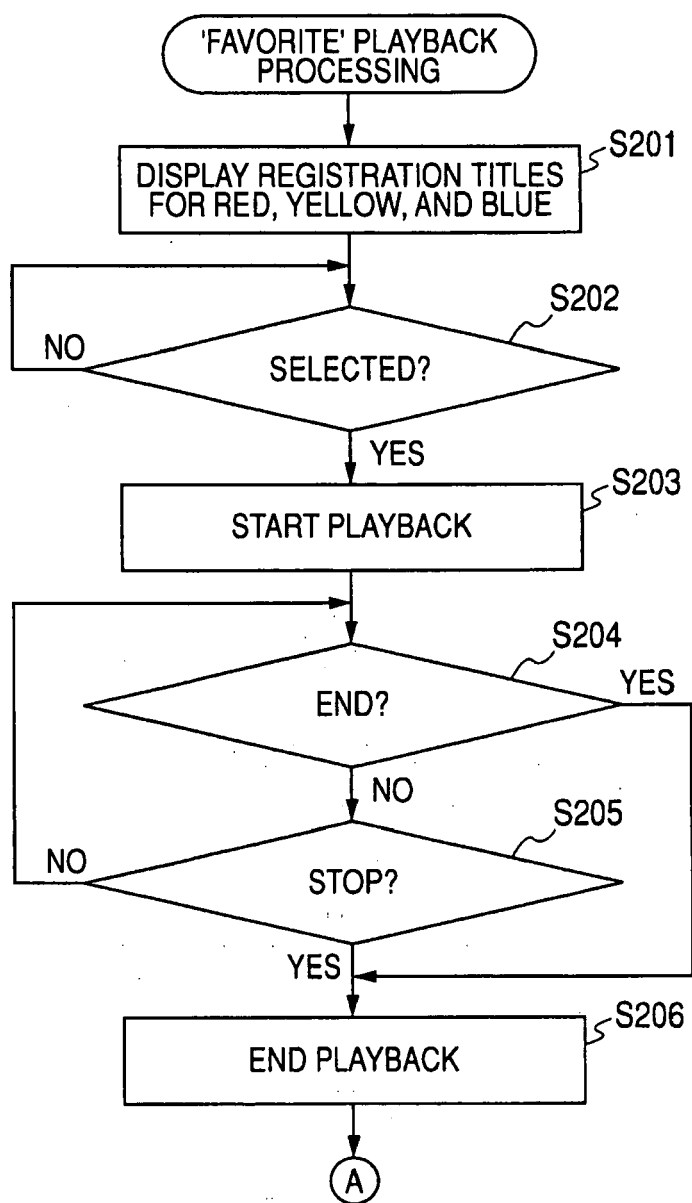 'FAVORITE' PLAYBACK
PROCESSING
S201
DISPLAY REGISTRATION TITLES
FOR RED, YELLOW, AND BLUE
S202
NO
SELECTED?
YES
S203
START PLAYBACK
S204
YES
END?
NO
S205
NO
STOP?
YES
S206
END PLAYBACK
A